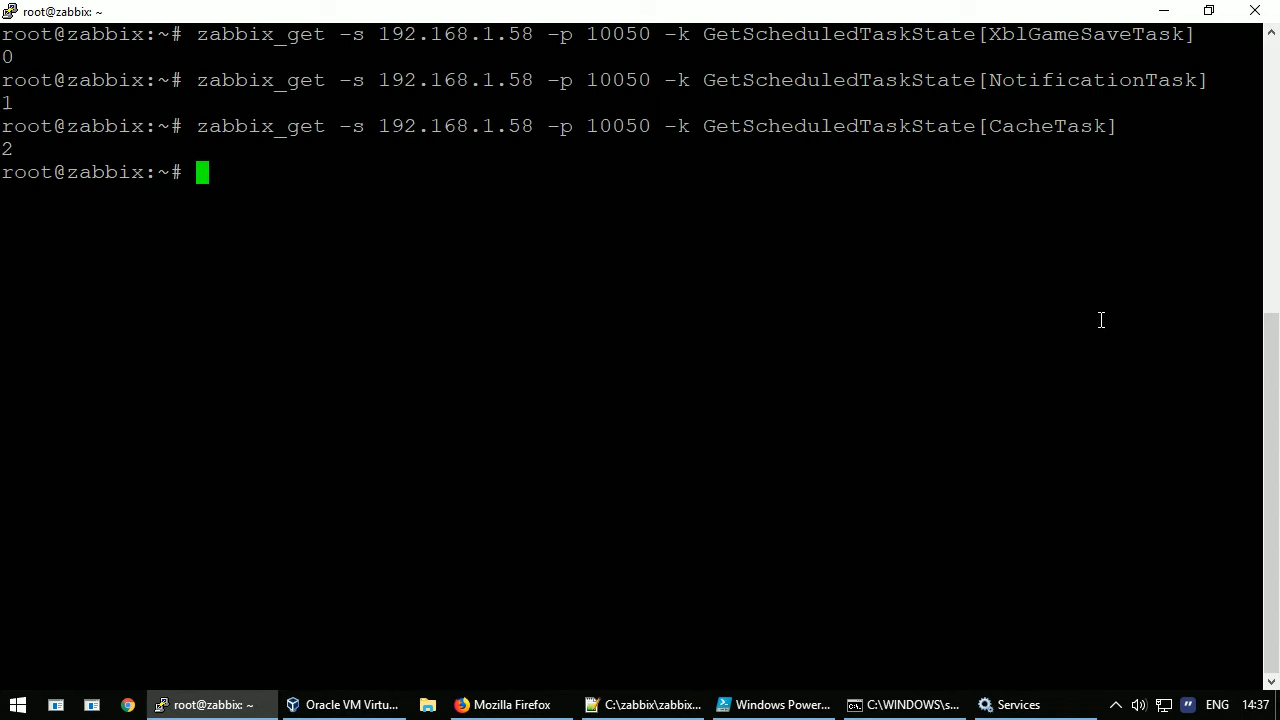 root@zabbix: ~
root@zabbix:~# zabbix_get -s 192.168.1.58 -p 10050 -k GetScheduledTaskState[XblGameSaveTask]
0
root@zabbix:~# zabbix_get -s 192.168.1.58 -p 10050 -k GetScheduledTaskState[NotificationTask]
1
root@zabbix:~# zabbix_get -s 192.168.1.58 -p 10050 -k GetScheduledTaskState[CacheTask]
2
root@zabbix:~#
root@zabbix: ~ Oracle VM Virtu... Mozilla Firefox C:\zabbix\zabbix... Windows Power... C:\WINDOWS\s... Services ENG 14:37